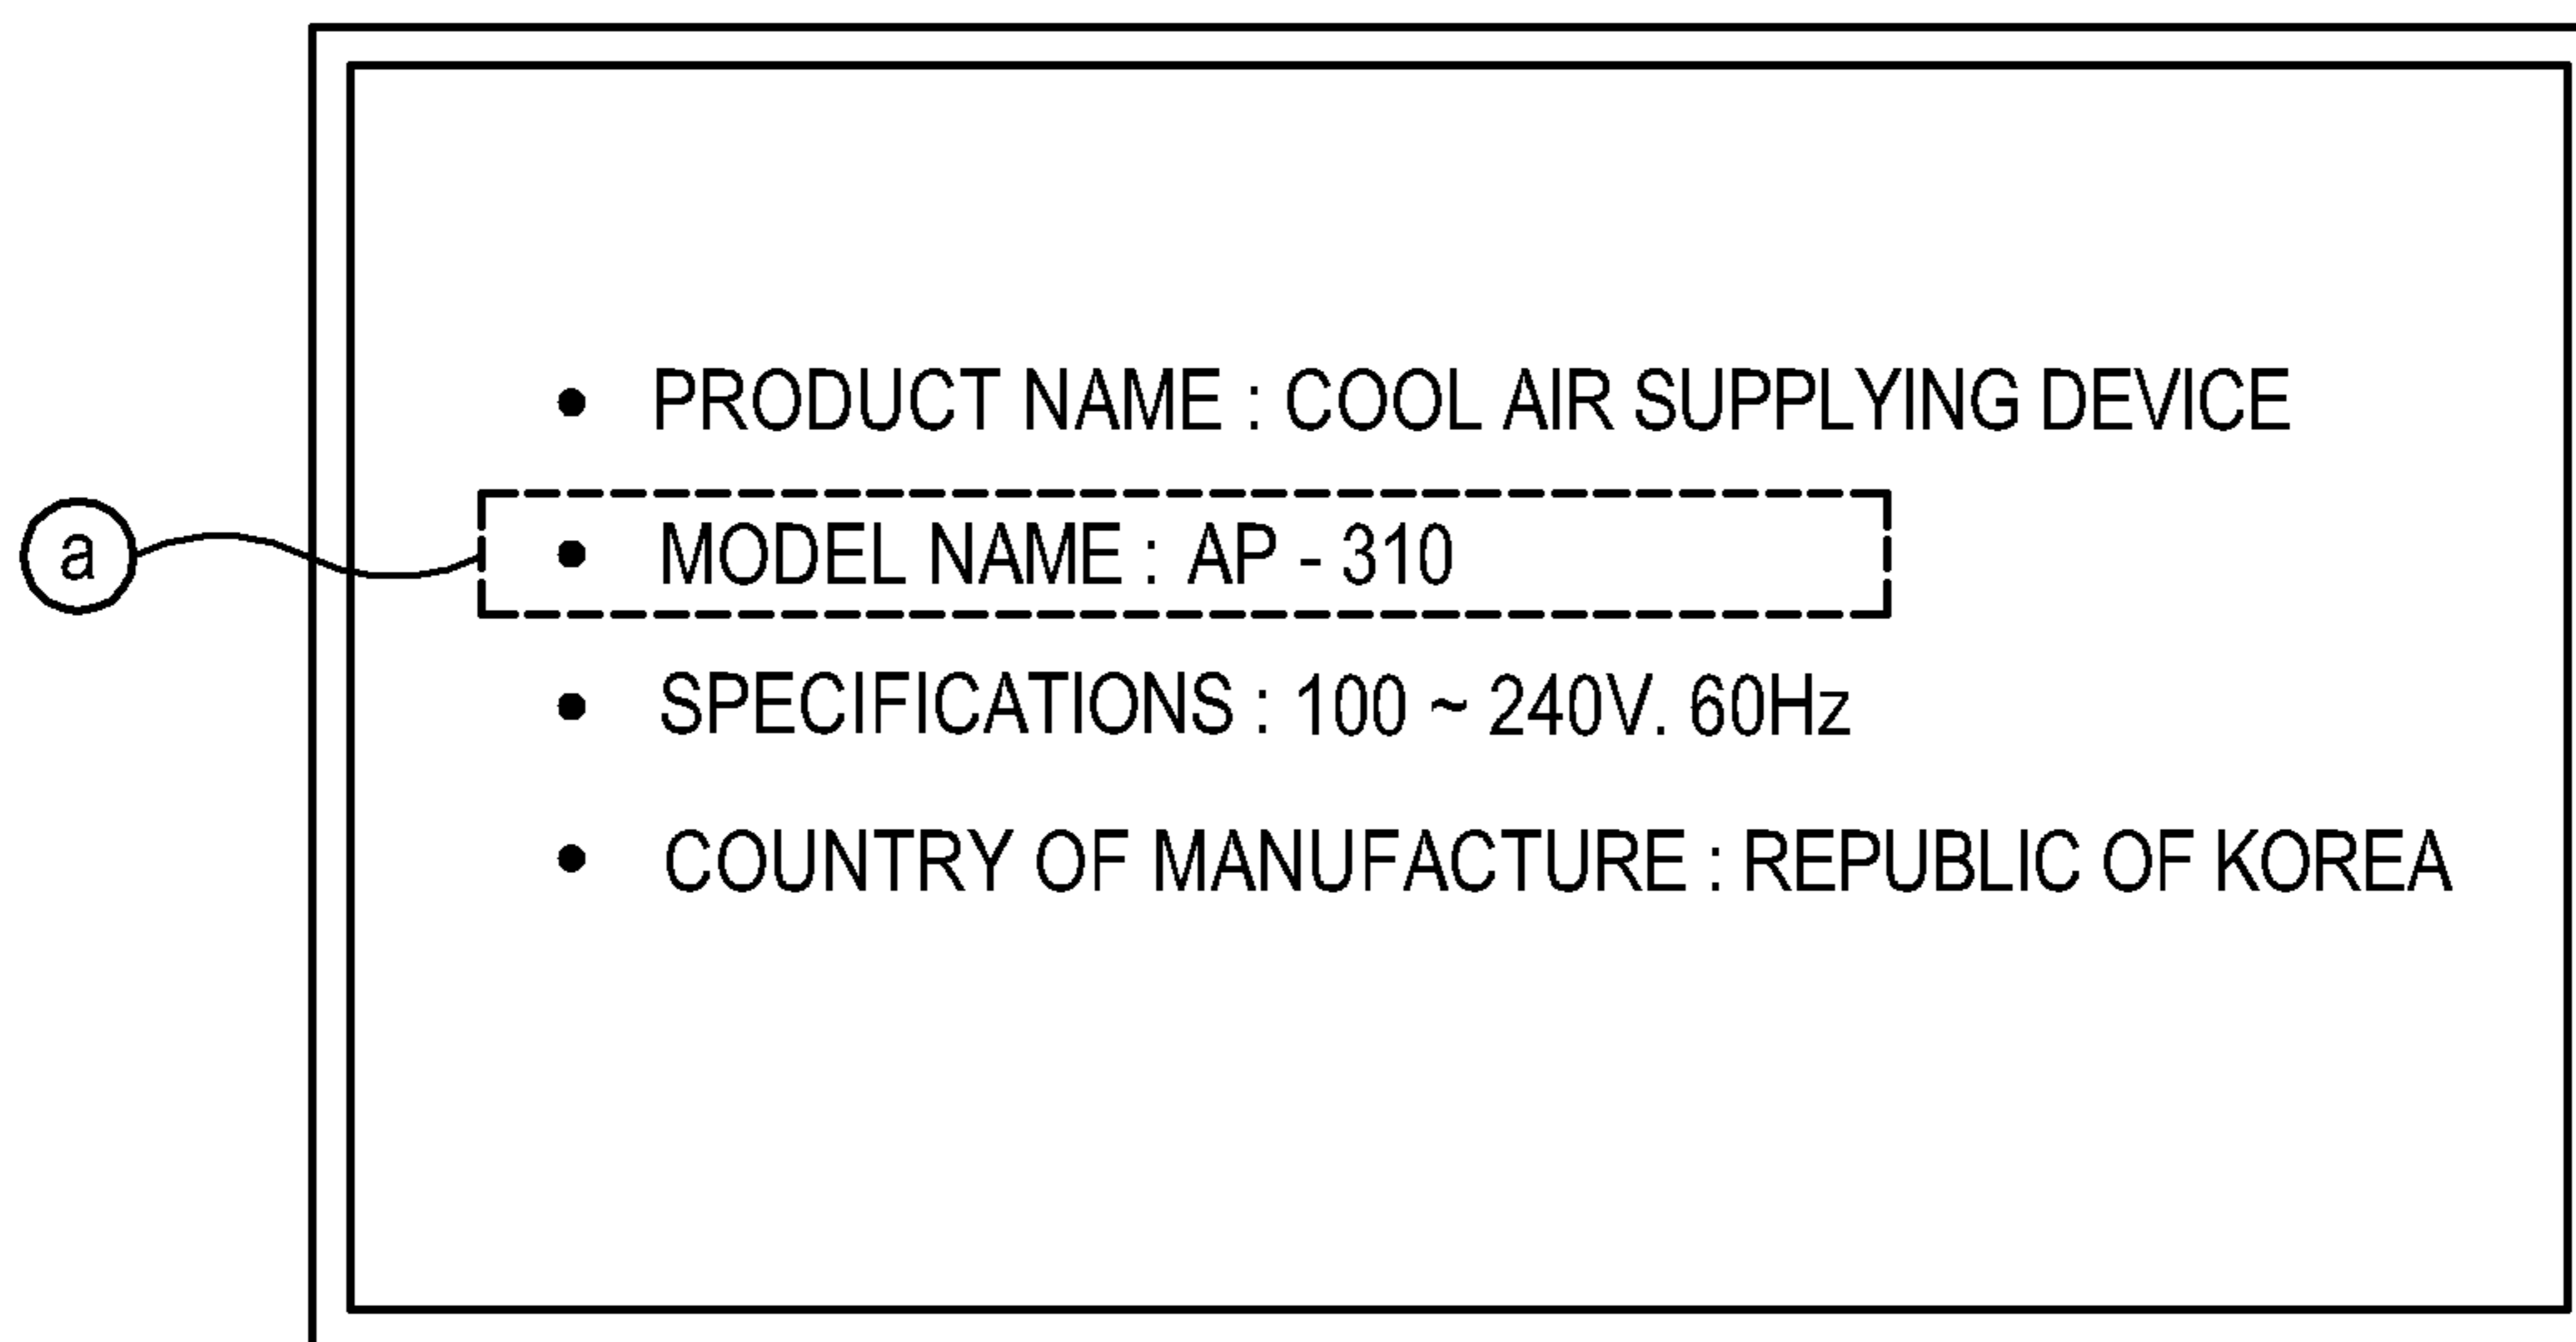 • PRODUCT NAME : COOL AIR SUPPLYING DEVICE
a • MODEL NAME : AP - 310
• SPECIFICATIONS : 100 ~ 240V. 60Hz
• COUNTRY OF MANUFACTURE : REPUBLIC OF KOREA